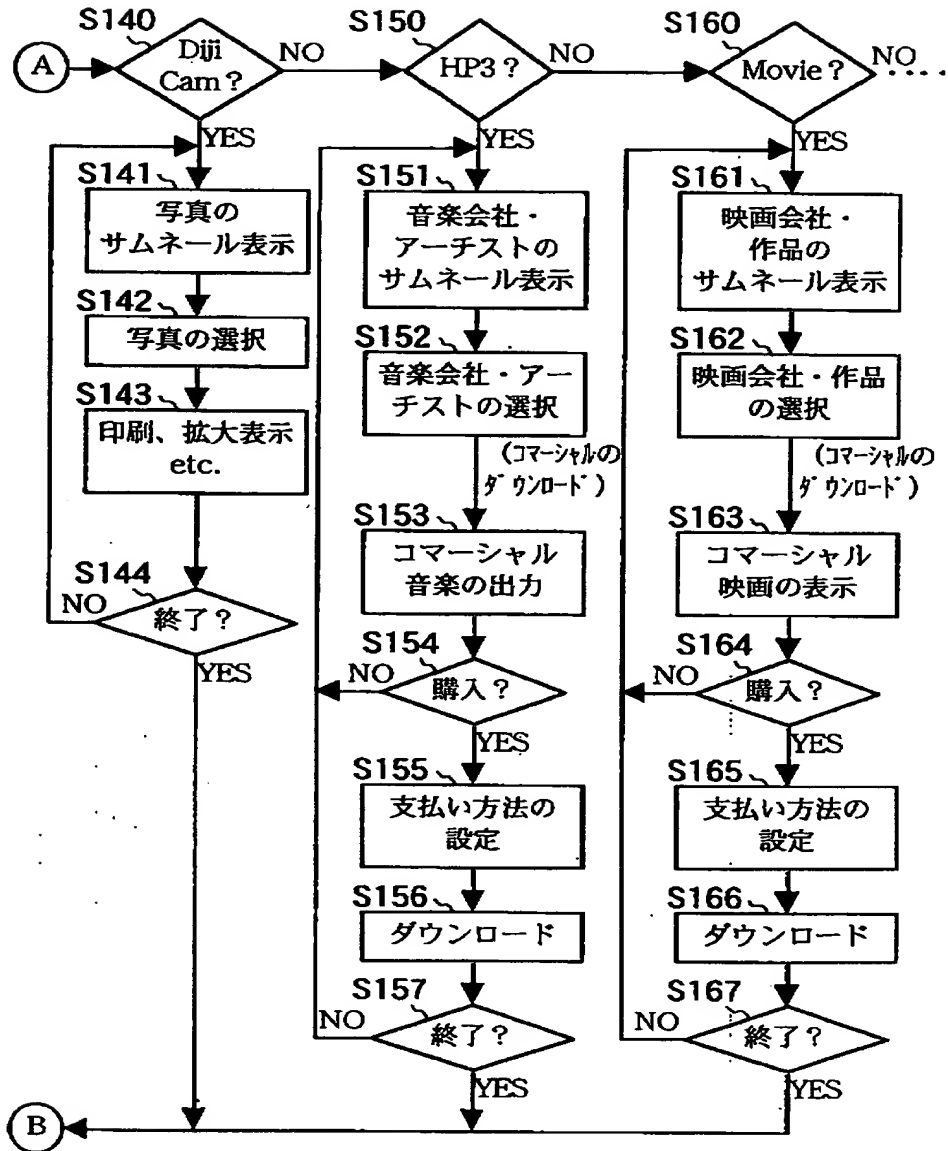 S140
S150
S160
A
Diji
Cam？
NO
HP3？
NO
Movie？
NO ・・・・・
YES
YES
YES
S141
写真の
サムネール表示
S142
写真の選択
S143
印刷、拡大表示
etc.
S144
NO
終了？
YES
S151
音楽会社・
アーチストの
サムネール表示
S152
音楽会社・アー
チストの選択
(コマーシャルの
ダウンロード)
S153
コマーシャル
音楽の出力
S154
NO
購入？
YES
S155
支払い方法の
設定
S156
ダウンロード
S157
NO
終了？
YES
S161
映画会社・
作品の
サムネール表示
S162
映画会社・作品
の選択
(コマーシャルの
ダウンロード)
S163
コマーシャル
映画の表示
S164
NO
購入？
YES
S165
支払い方法の
設定
S166
ダウンロード
S167
NO
終了？
YES
B